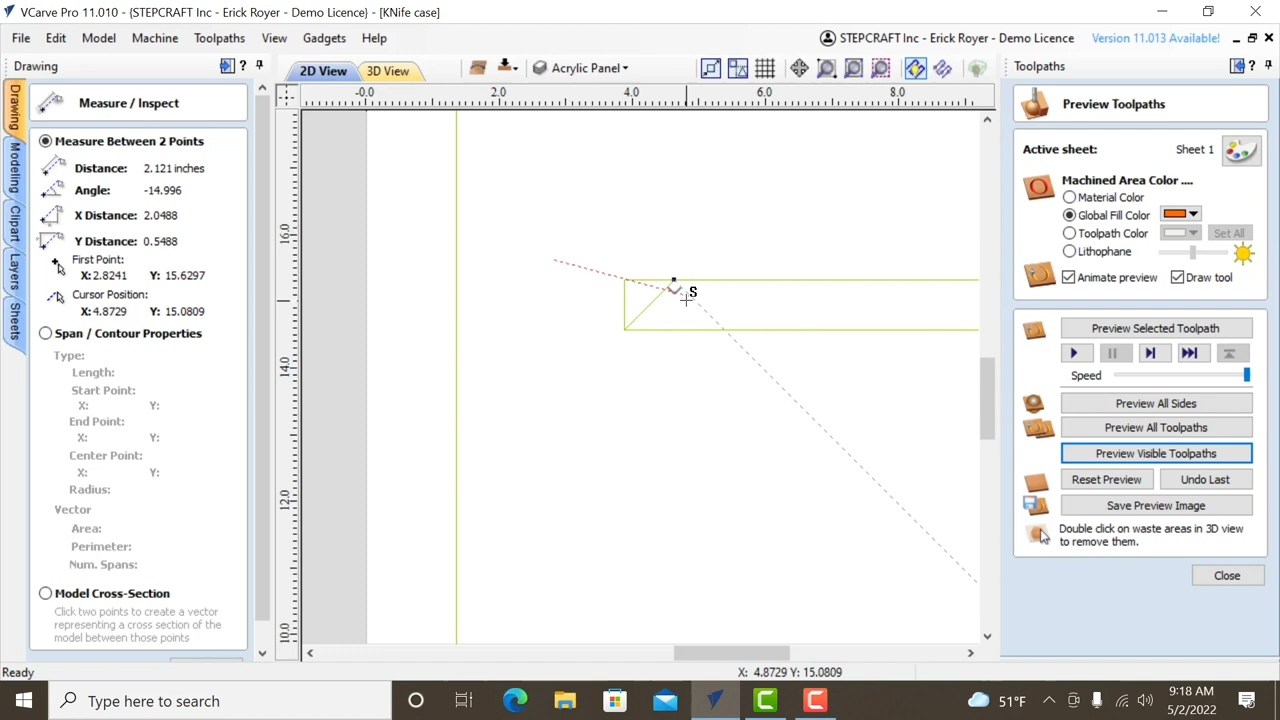 VCarve Pro 11.010 - {STEPCRAFT Inc - Erick Royer - Demo Licence} - [KNife case]
File Edit Model Machine Toolpaths View Gadgets Help
STEPCRAFT Inc - Erick Royer - Demo Licence Version 11.013 Available!
Drawing ?
2D View 3D View
Acrylic Panel
Toolpaths ?
-0.0 2.0 4.0 6.0 8.0
16.0
14.0
12.0
10.0
Drawing
Modeling
Clipart
Layers
Sheets
Measure / Inspect
Measure Between 2 Points
Distance: 2.121 inches
Angle: -14.996
X Distance: 2.0488
Y Distance: 0.5488
First Point:
X:2.8241 Y: 15.6297
Cursor Position:
X:4.8729 Y: 15.0809
Span / Contour Properties
Type:
Length:
Start Point:
X: Y:
End Point:
X: Y:
Center Point:
X: Y:
Radius:
Vector
Area:
Perimeter:
Num. Spans:
Model Cross-Section
Click two points to create a vector
representing a cross section of the
model between those points
S
Preview Toolpaths
Active sheet: Sheet 1
Machined Area Color ....
Material Color
Global Fill Color
Toolpath Color Set All
Lithophane
Animate preview Draw tool
Preview Selected Toolpath
Speed
Preview All Sides
Preview All Toolpaths
Preview Visible Toolpaths
Reset Preview Undo Last
Save Preview Image
Double click on waste areas in 3D view
to remove them.
Close
Ready X: 4.8729 Y: 15.0809
Type here to search
51°F
9:18 AM
5/2/2022